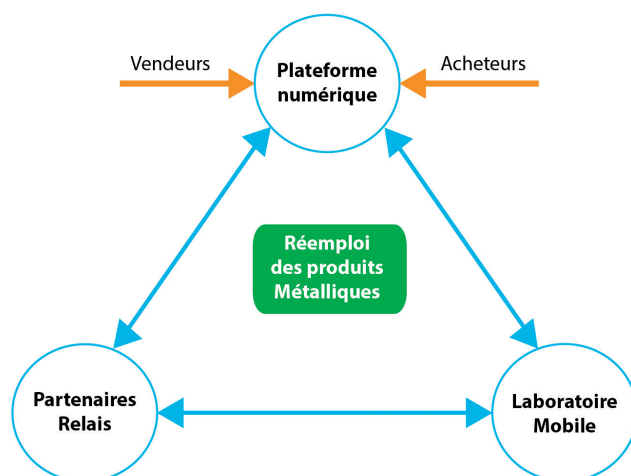 Vendeurs
Plateforme
numérique
Acheteurs
Réemploi
des produits
Métalliques
Partenaires
Relais
Laboratoire
Mobile